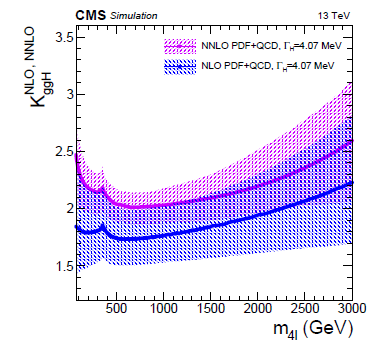 CMS Simulation 13 TeV
NNLO PDF+QCD, Γ_H=4.07 MeV
NLO PDF+QCD, Γ_H=4.07 MeV
K_ggH^NLO, NNLO
3.5
3
2.5
2
1.5
500 1000 1500 2000 2500 3000
m_4l (GeV)